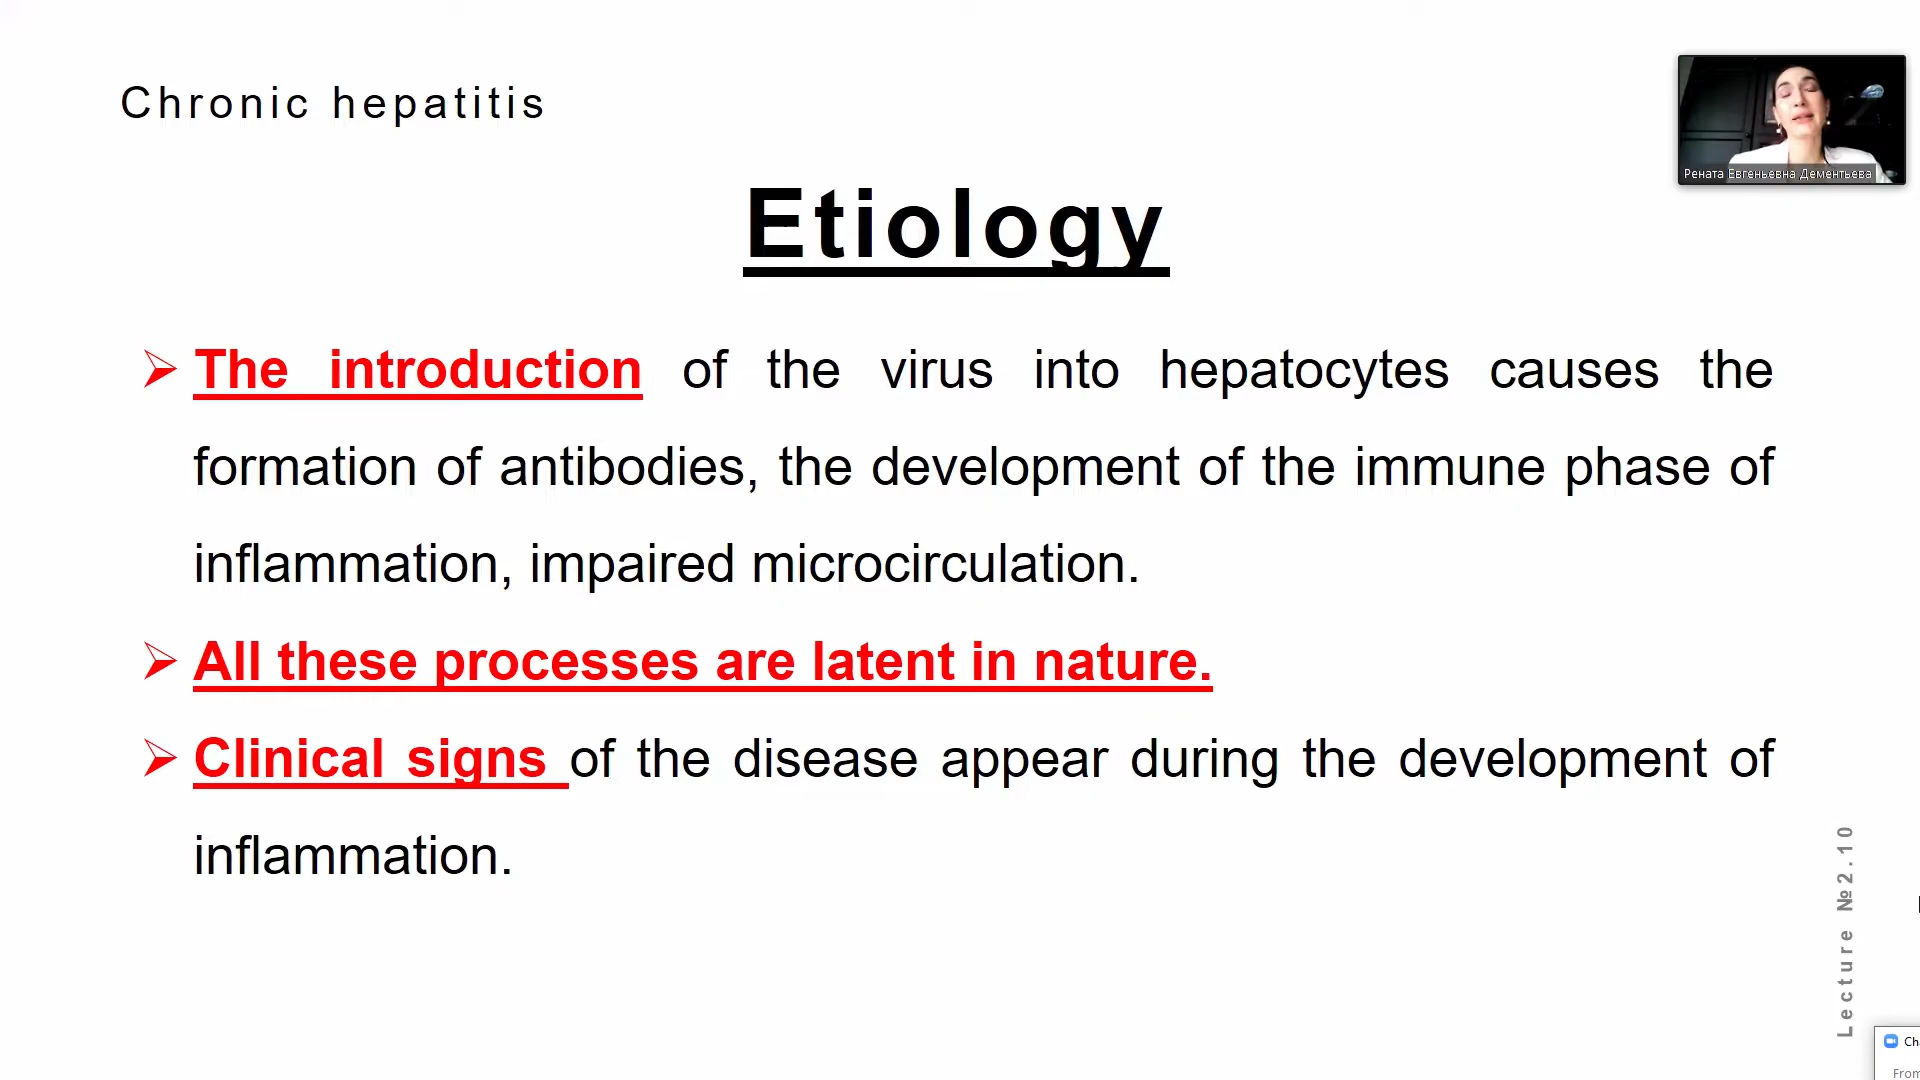 Chronic hepatitis
Рената Евгеньевна Дементьева
Etiology
The introduction of the virus into hepatocytes causes the
formation of antibodies, the development of the immune phase of
inflammation, impaired microcirculation.
All these processes are latent in nature.
Clinical signs of the disease appear during the development of
inflammation.
Lecture №2.10
Ch
From